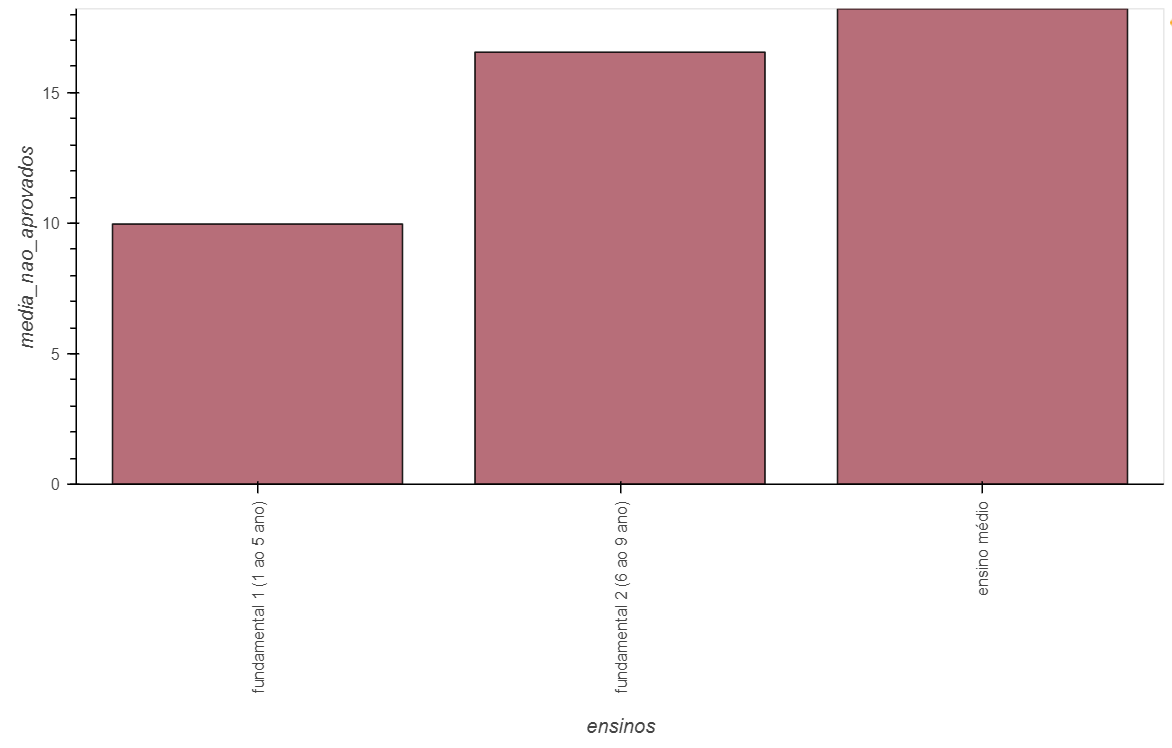 15
10
5
0
media_nao_aprovados
fundamental 1 (1 ao 5 ano)
fundamental 2 (6 ao 9 ano)
ensino médio
ensinos